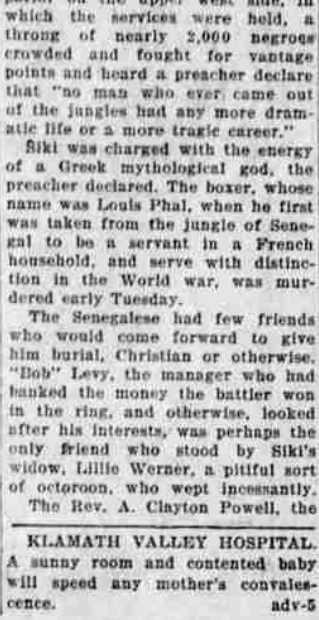 which the services were held, a
throng of nearly 2,000 negroes
crowded and fought for vantage
points and heard a preacher declare
that "no man who ever came out
of the jungles had any more dram-
atic life or a more tragic career."
Siki was charged with the energy
of a Greek mythological god, the
preacher declared. The boxer, whose
name was Louis Phal, when he first
was taken from the jungle of Sene-
gal to be a servant in a French
household, and serve with distinc-
tion in the World war, was mur-
dered early Tuesday.
The Senegalese had few friends
who would come forward to give
him burial, Christian or otherwise.
"Bob" Levy, the manager who had
banked the money the battler won
in the ring, and otherwise, looked
after his interests, was perhaps the
only friend who stood by Siki's
widow, Lillie Werner, a pitiful sort
of octoroon, who wept incessantly.
The Rev. A. Clayton Powell, the
KLAMATH VALLEY HOSPITAL.
A sunny room and contented baby
will speed any mother's convales-
cence. adv-5